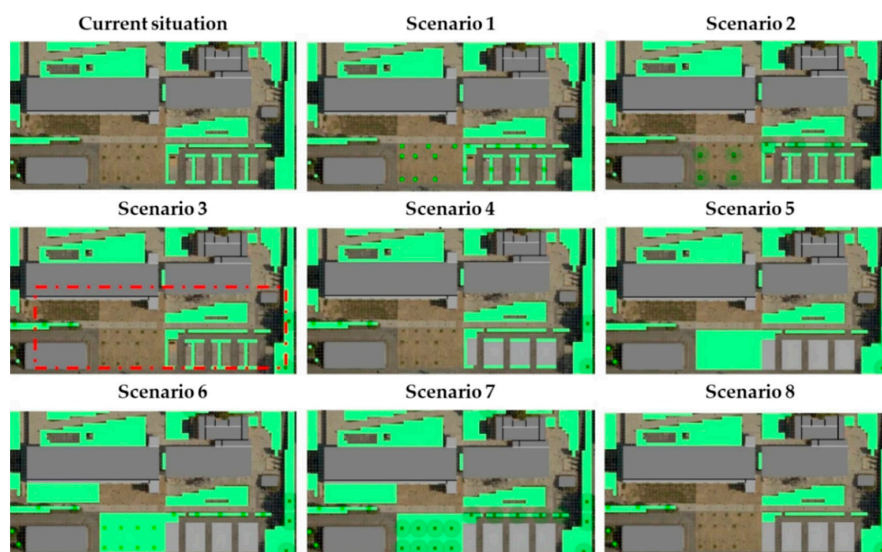 Current situation
Scenario 1
Scenario 2
Scenario 3
Scenario 4
Scenario 5
Scenario 6
Scenario 7
Scenario 8